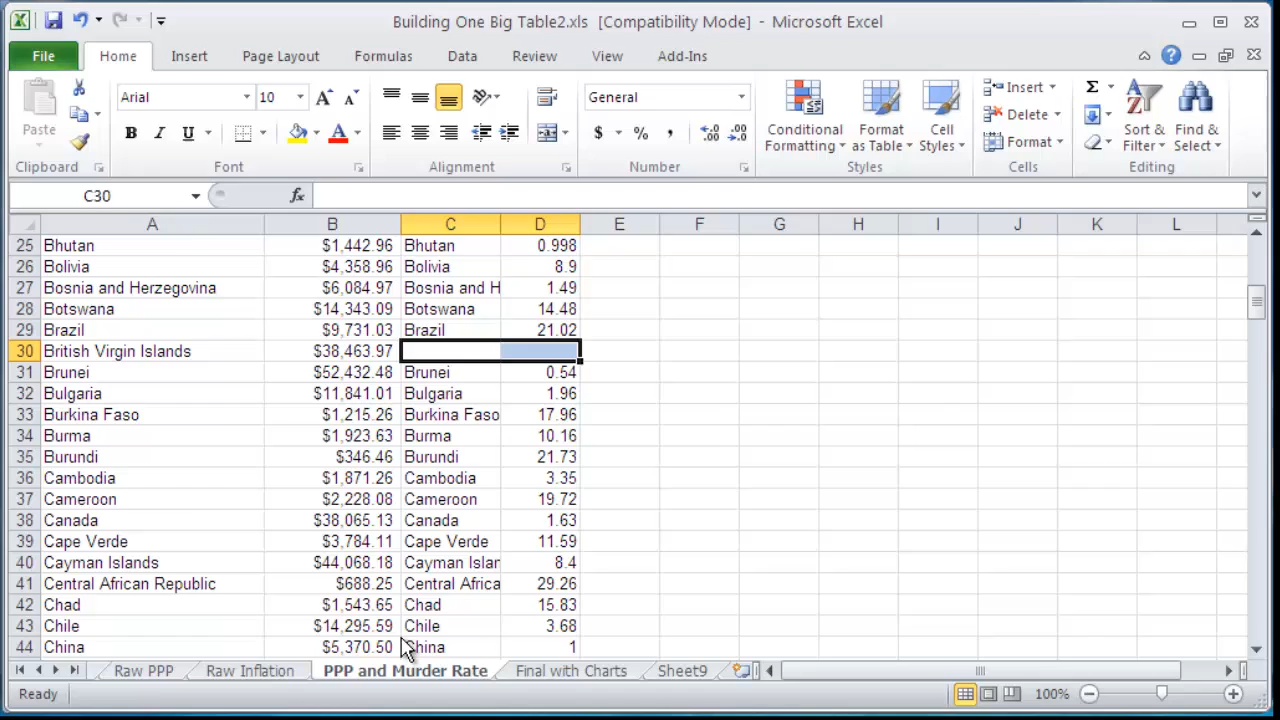 Building One Big Table2.xls [Compatibility Mode] - Microsoft Excel
File Home Insert Page Layout Formulas Data Review View Add-Ins
Paste
Clipboard
Arial 10
B I U A
Font
Alignment
General
$ % ,
Number
Conditional Formatting
Format as Table
Cell Styles
Styles
Insert
Delete
Format
Cells
Σ
Sort & Filter
Find & Select
Editing
C30 fx
A B C D E F G H I J K L
25 Bhutan $1,442.96 Bhutan 0.998
26 Bolivia $4,358.96 Bolivia 8.9
27 Bosnia and Herzegovina $6,084.97 Bosnia and H 1.49
28 Botswana $14,343.09 Botswana 14.48
29 Brazil $9,731.03 Brazil 21.02
30 British Virgin Islands $38,463.97
31 Brunei $52,432.48 Brunei 0.54
32 Bulgaria $11,841.01 Bulgaria 1.96
33 Burkina Faso $1,215.26 Burkina Faso 17.96
34 Burma $1,923.63 Burma 10.16
35 Burundi $346.46 Burundi 21.73
36 Cambodia $1,871.26 Cambodia 3.35
37 Cameroon $2,228.08 Cameroon 19.72
38 Canada $38,065.13 Canada 1.63
39 Cape Verde $3,784.11 Cape Verde 11.59
40 Cayman Islands $44,068.18 Cayman Islan 8.4
41 Central African Republic $688.25 Central Africa 29.26
42 Chad $1,543.65 Chad 15.83
43 Chile $14,295.59 Chile 3.68
44 China $5,370.50 China 1
Raw PPP Raw Inflation PPP and Murder Rate Final with Charts Sheet9
Ready 100%